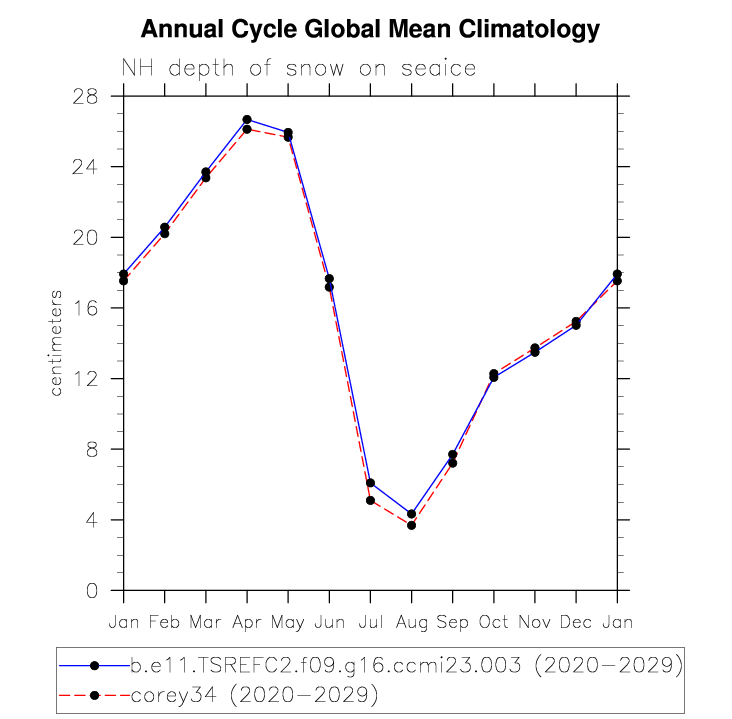 Annual Cycle Global Mean Climatology
NH depth of snow on seaice
28
24
20
16
12
8
4
0
centimeters
Jan Feb Mar Apr May Jun Jul Aug Sep Oct Nov Dec Jan
b.e11.TSREFC2.f09.g16.ccmi23.003 (2020-2029)
corey34 (2020-2029)